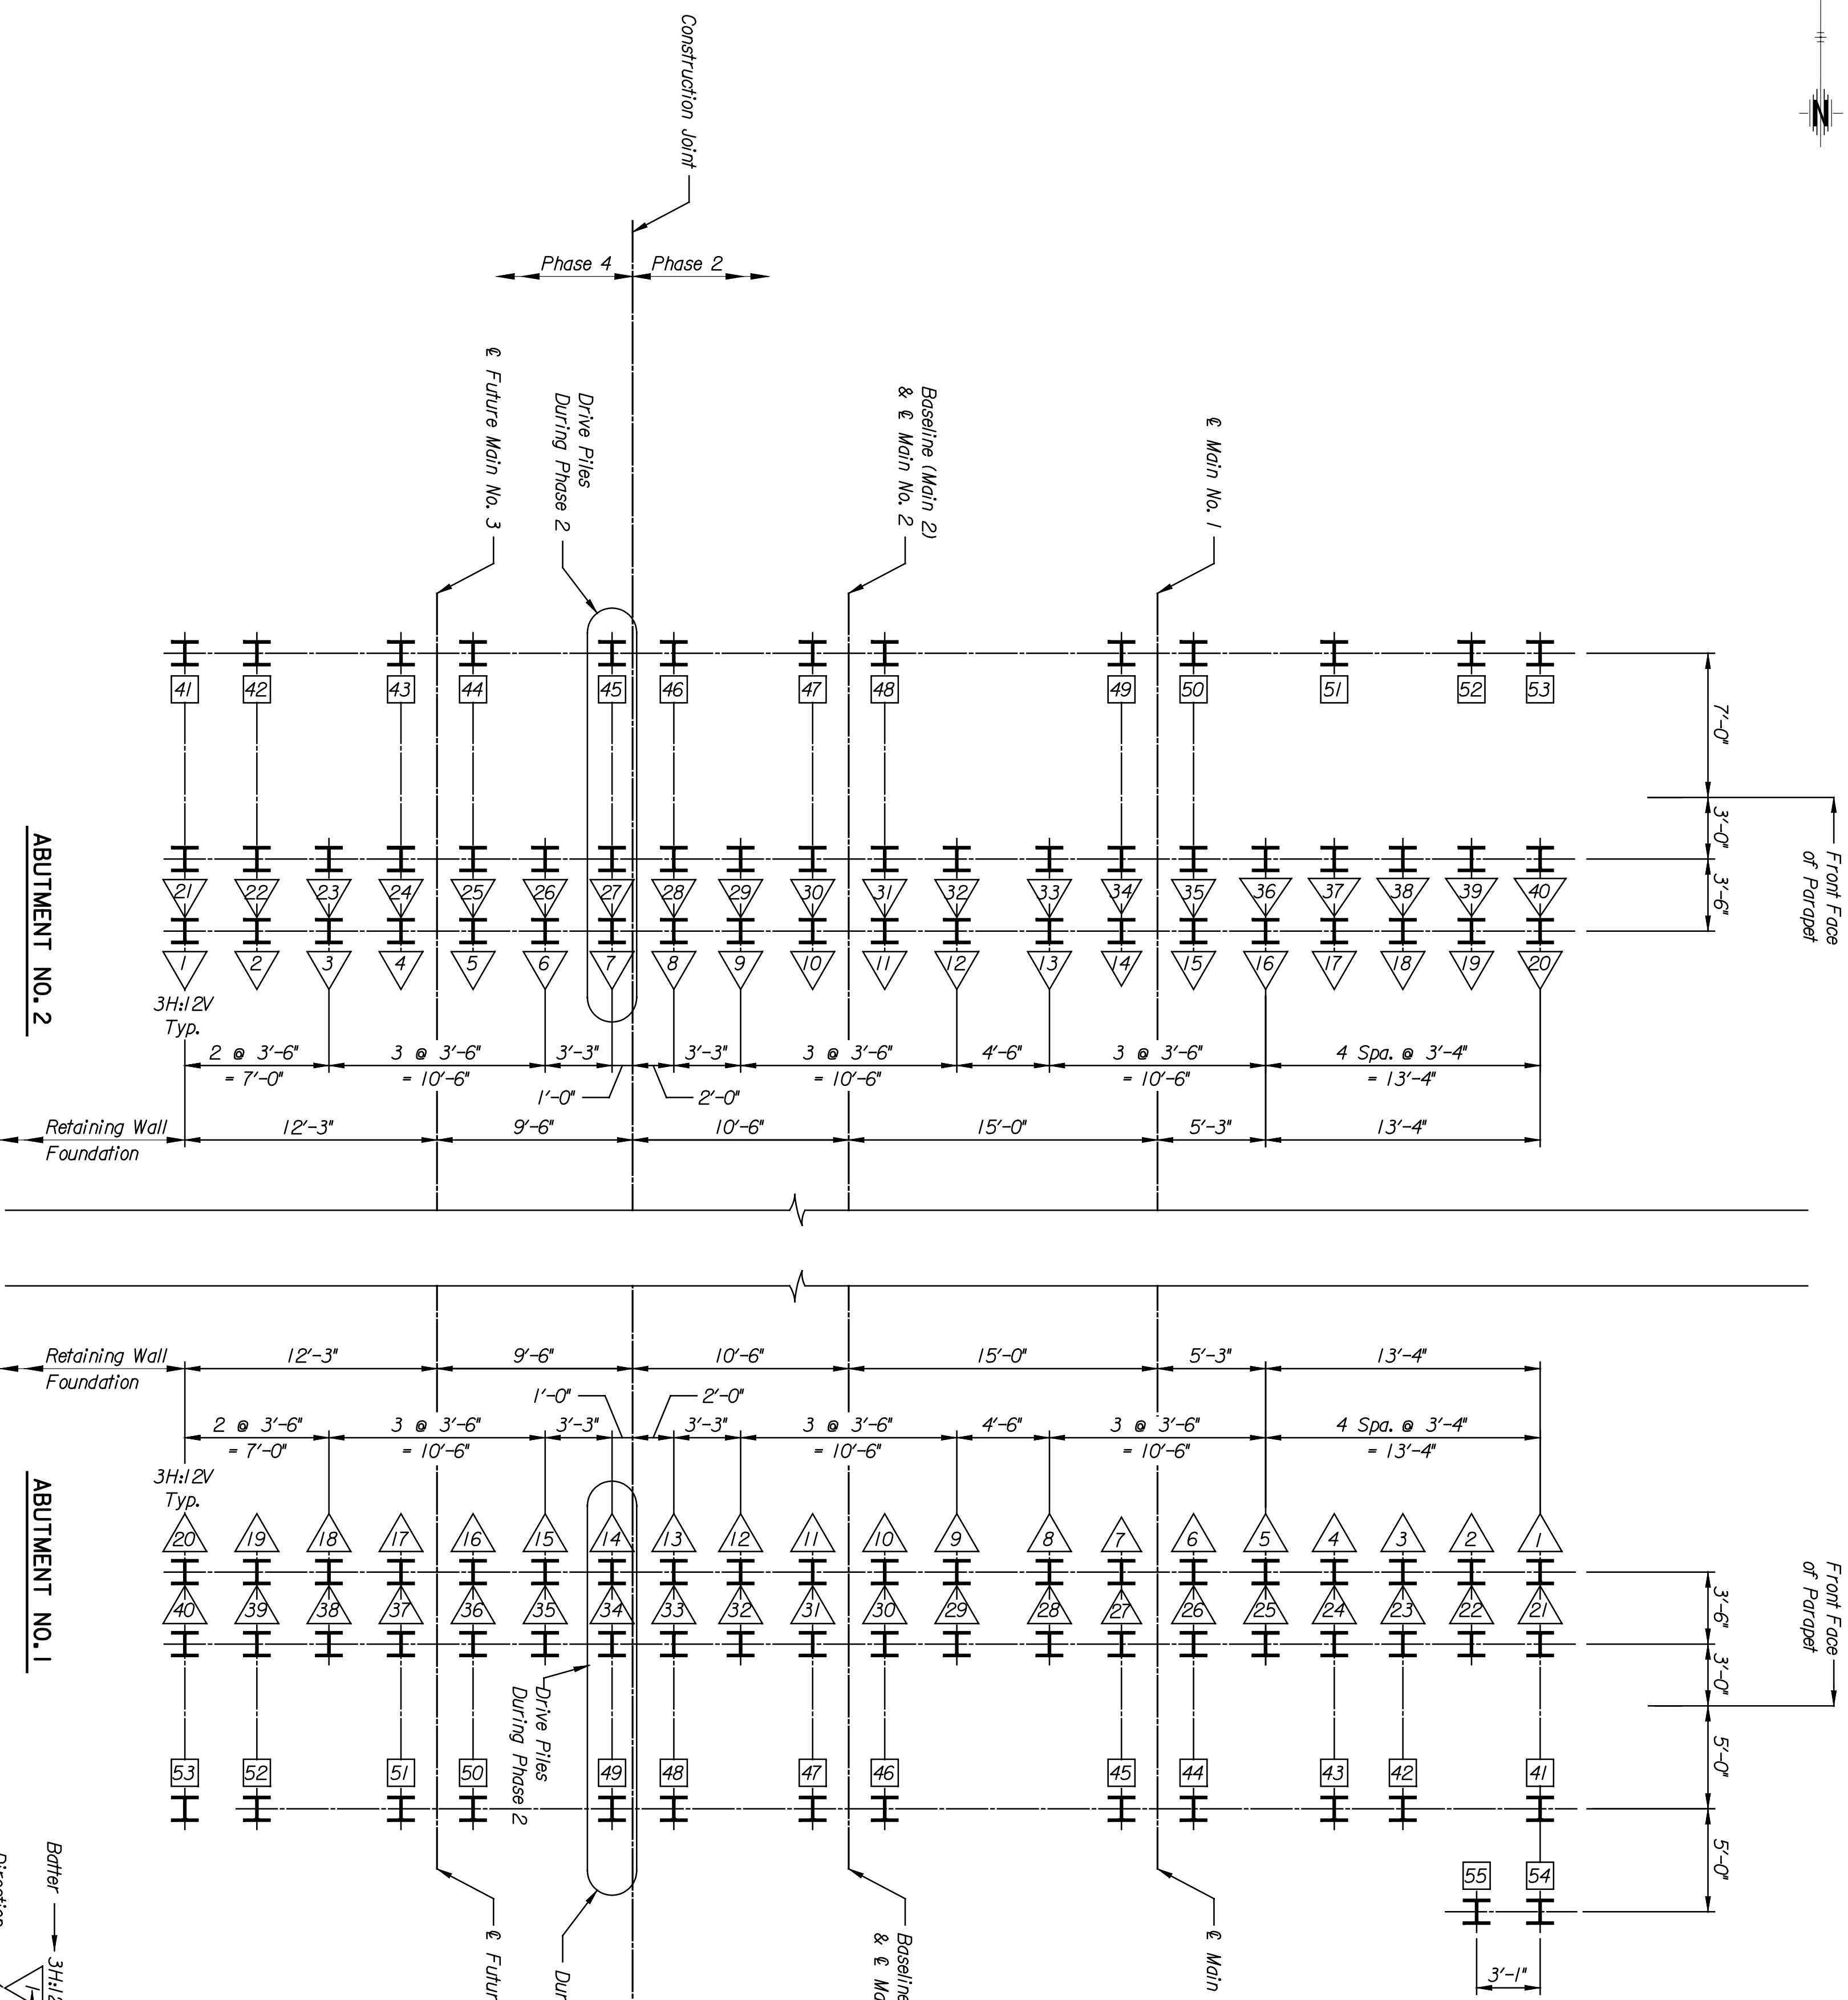 N
Construction Joint
Phase 4
Phase 2
₵ Future Main No. 3
Drive Piles
During Phase 2
Baseline (Main 2)
& ₵ Main No. 2
₵ Main No. 1
41 42 43 44 45 46 47 48 49 50 51 52 53
7'-0"
3'-0"
3'-6"
Front Face
of Parapet
21 22 23 24 25 26 27 28 29 30 31 32 33 34 35 36 37 38 39 40
1 2 3 4 5 6 7 8 9 10 11 12 13 14 15 16 17 18 19 20
ABUTMENT NO. 2
3H:12V
Typ.
2 @ 3'-6" 3 @ 3'-6" 3'-3" 3'-3" 3 @ 3'-6" 4'-6" 3 @ 3'-6" 4 Spa. @ 3'-4"
= 7'-0" = 10'-6" = 10'-6" = 10'-6" = 13'-4"
1'-0" 2'-0"
Retaining Wall
Foundation
12'-3" 9'-6" 10'-6" 15'-0" 5'-3" 13'-4"
Retaining Wall
Foundation
12'-3" 9'-6" 10'-6" 15'-0" 5'-3" 13'-4"
1'-0" 2'-0"
2 @ 3'-6" 3 @ 3'-6" 3'-3" 3'-3" 3 @ 3'-6" 4'-6" 3 @ 3'-6" 4 Spa. @ 3'-4"
= 7'-0" = 10'-6" = 10'-6" = 10'-6" = 13'-4"
3H:12V
Typ.
ABUTMENT NO. 1
20 19 18 17 16 15 14 13 12 11 10 9 8 7 6 5 4 3 2 1
40 39 38 37 36 35 34 33 32 31 30 29 28 27 26 25 24 23 22 21
3'-6"
3'-0"
5'-0"
5'-0"
Front Face
of Parapet
Drive Piles
During Phase 2
53 52 51 50 49 48 47 46 45 44 43 42 41
55 54
3'-1"
Batter
3H:12
Direction
1
₵ Futur
Dur
Baseline
& ₵ Ma
₵ Main